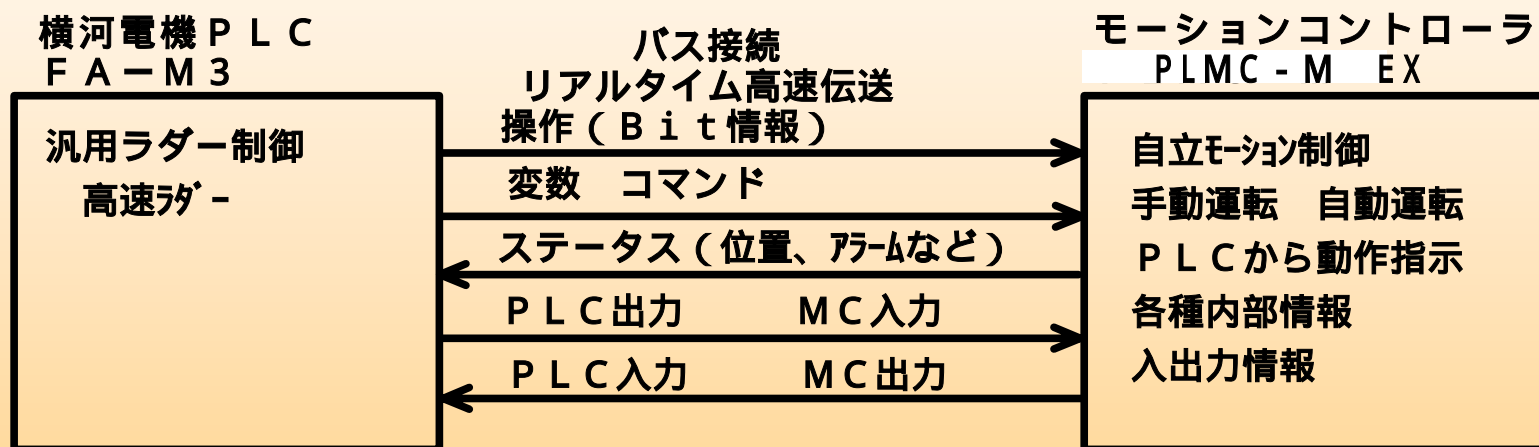 横河電機ＰＬＣ
ＦＡ－Ｍ３
汎用ラダー制御
高速ﾗﾀﾞｰ
バス接続
リアルタイム高速伝送
操作（Ｂｉｔ情報）
変数　コマンド
ステータス（位置、ｱﾗｰﾑなど）
ＰＬＣ出力　　　ＭＣ入力
ＰＬＣ入力　　　ＭＣ出力
モーションコントローラ
PLMC-M EX
自立ﾓｰｼｮﾝ制御
手動運転　自動運転
ＰＬＣから動作指示
各種内部情報
入出力情報